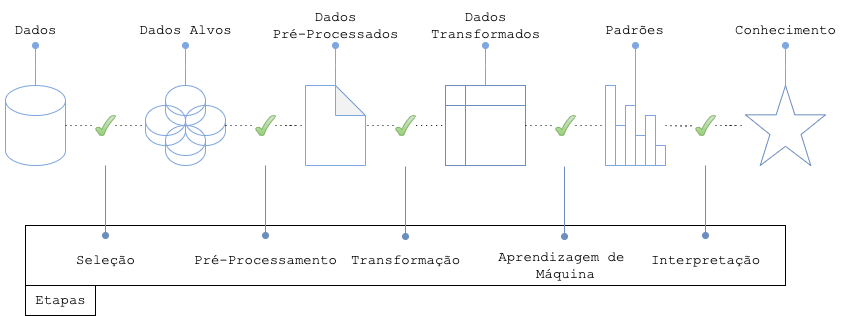 Dados
Dados Alvos
Dados
Pré-Processados
Dados
Transformados
Padrões
Conhecimento
Seleção
Pré-Processamento
Transformação
Aprendizagem de
Máquina
Interpretação
Etapas